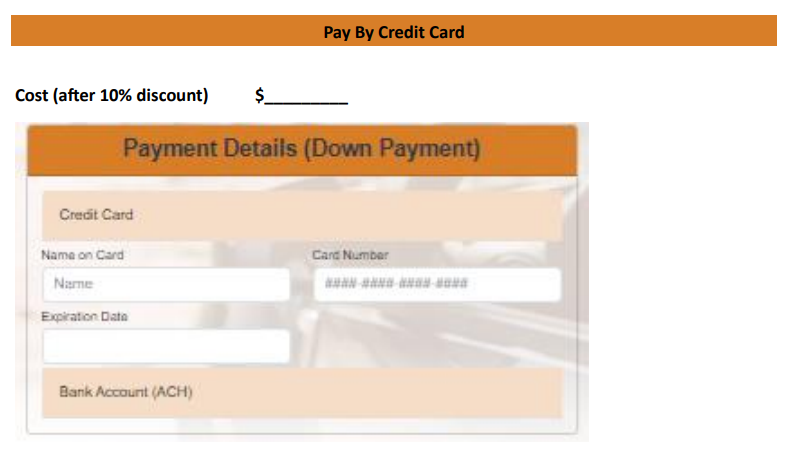 Pay By Credit Card
Cost (after 10% discount) $_________
Payment Details (Down Payment)
Credit Card
Name on Card Card Number
Name ####-####-####-####
Expiration Date
Bank Account (ACH)